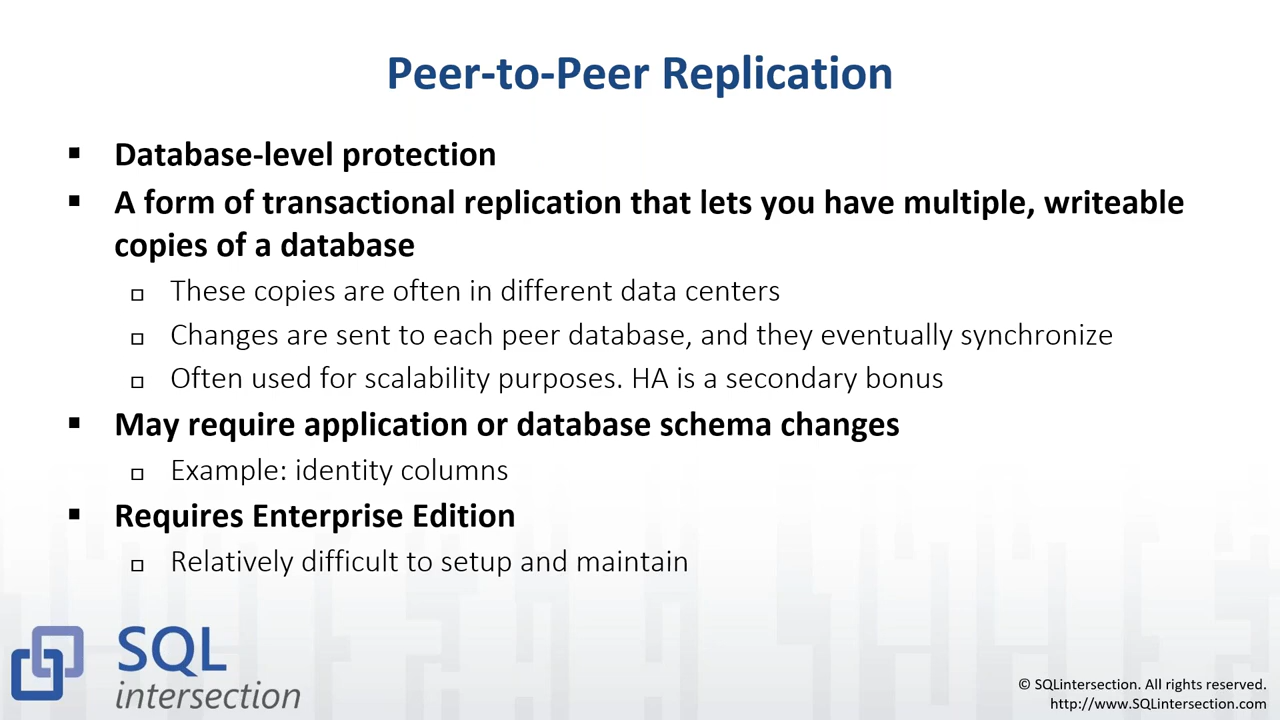 Peer-to-Peer Replication
▪ Database-level protection
▪ A form of transactional replication that lets you have multiple, writeable
copies of a database
▫ These copies are often in different data centers
▫ Changes are sent to each peer database, and they eventually synchronize
▫ Often used for scalability purposes. HA is a secondary bonus
▪ May require application or database schema changes
▫ Example: identity columns
▪ Requires Enterprise Edition
▫ Relatively difficult to setup and maintain
SQL
intersection
© SQLintersection. All rights reserved.
http://www.SQLintersection.com